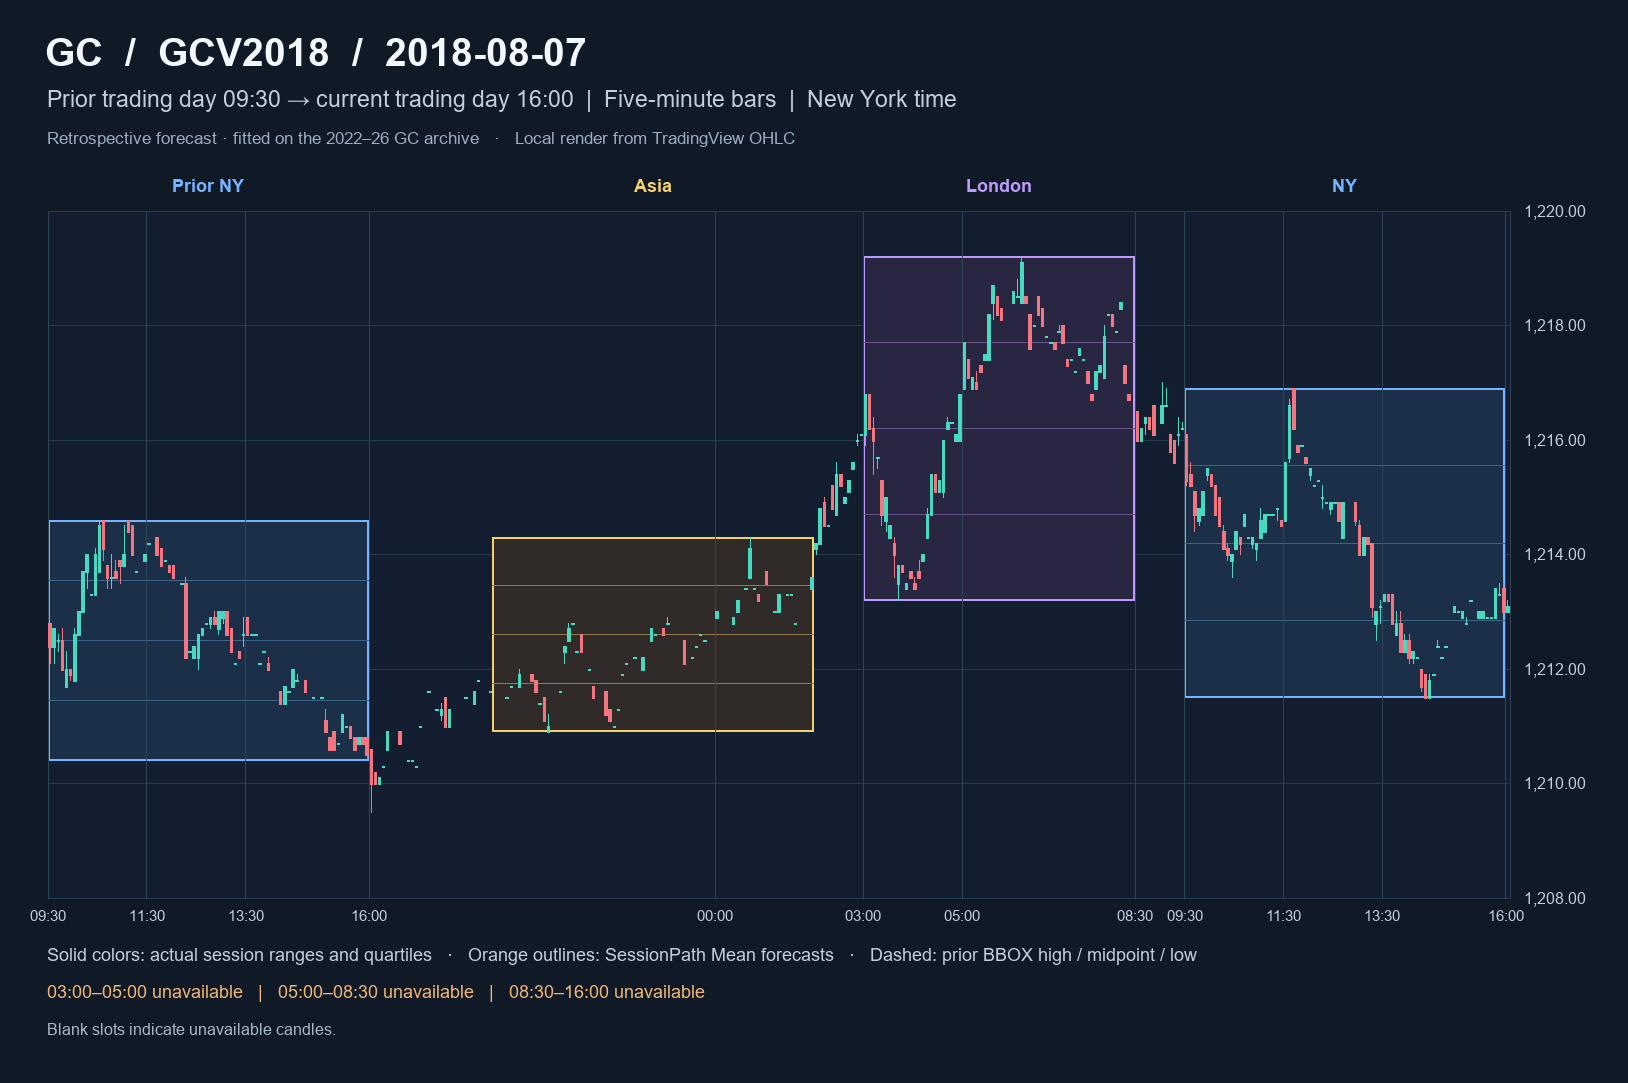 GC / GCV2018 / 2018-08-07
Prior trading day 09:30 → current trading day 16:00 | Five-minute bars | New York time
Retrospective forecast · fitted on the 2022–26 GC archive · Local render from TradingView OHLC
Prior NY Asia London NY
1,220.00
1,218.00
1,216.00
1,214.00
1,212.00
1,210.00
1,208.00
09:30 11:30 13:30 16:00 00:00 03:00 05:00 08:30 09:30 11:30 13:30 16:00
Solid colors: actual session ranges and quartiles · Orange outlines: SessionPath Mean forecasts · Dashed: prior BBOX high / midpoint / low
03:00–05:00 unavailable | 05:00–08:30 unavailable | 08:30–16:00 unavailable
Blank slots indicate unavailable candles.